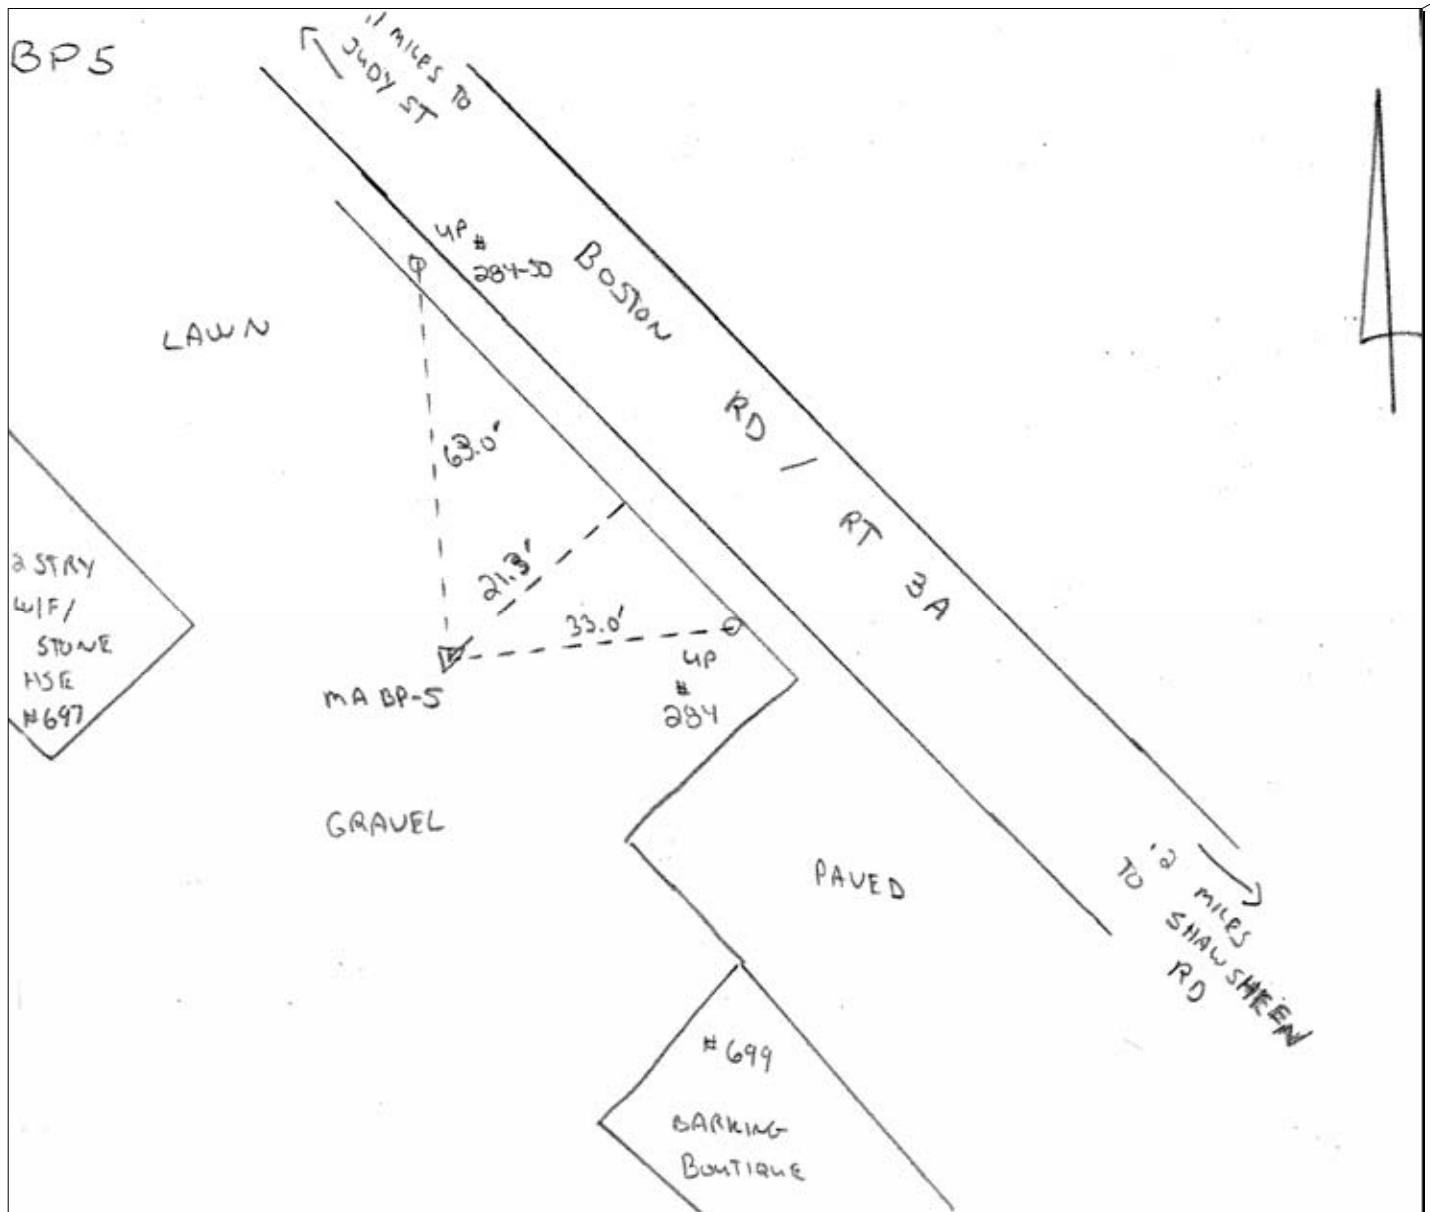 BP5
.1 MILES TO
JUDY ST
UP #
284-50
BOSTON RD / RT 3A
LAWN
63.0'
21.3'
33.0'
UP
#
284
MA BP-5
2 STRY
W/F/
STONE
HSE
#697
GRAVEL
PAVED
.2 MILES
TO SHAWSHEEN
RD
#699
BARKING
BOUTIQUE